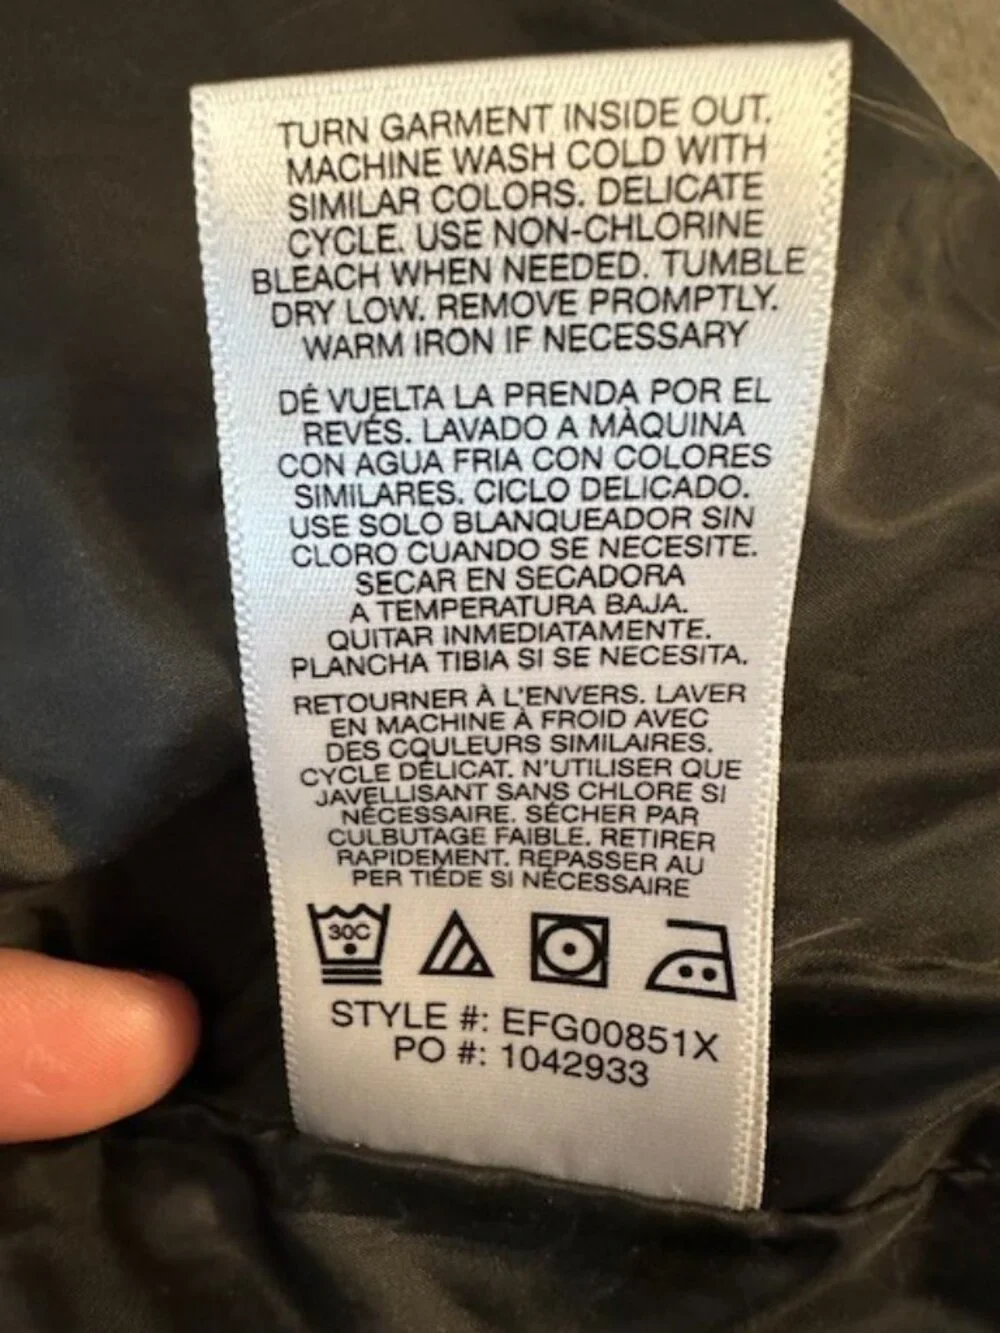 TURN GARMENT INSIDE OUT.
MACHINE WASH COLD WITH
SIMILAR COLORS. DELICATE
CYCLE. USE NON-CHLORINE
BLEACH WHEN NEEDED. TUMBLE
DRY LOW. REMOVE PROMPTLY.
WARM IRON IF NECESSARY
DÉ VUELTA LA PRENDA POR EL
REVÉS. LAVADO A MÀQUINA
CON AGUA FRIA CON COLORES
SIMILARES. CICLO DELICADO.
USE SOLO BLANQUEADOR SIN
CLORO CUANDO SE NECESITE.
SECAR EN SECADORA
A TEMPERATURA BAJA.
QUITAR INMEDIATAMENTE.
PLANCHA TIBIA SI SE NECESITA.
RETOURNER À L'ENVERS. LAVER
EN MACHINE À FROID AVEC
DES COULEURS SIMILAIRES.
CYCLE DÉLICAT. N'UTILISER QUE
JAVELLISANT SANS CHLORE SI
NÉCESSAIRE. SÉCHER PAR
CULBUTAGE FAIBLE. RETIRER
RAPIDEMENT. REPASSER AU
PER TIÉDE SI NÉCESSAIRE
30C
STYLE #: EFG00851X
PO #: 1042933